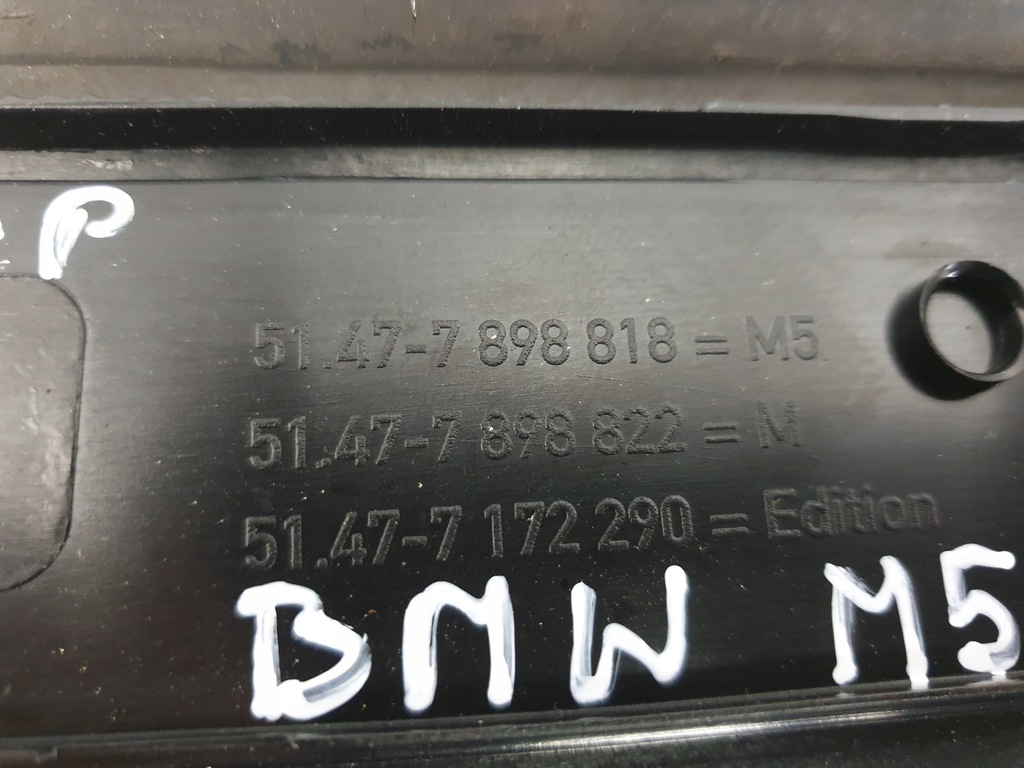 P
51.47-7 898 818 = M5
51.47-7 898 822 = M
51.47-7 172 290 = Edition
BMW M5